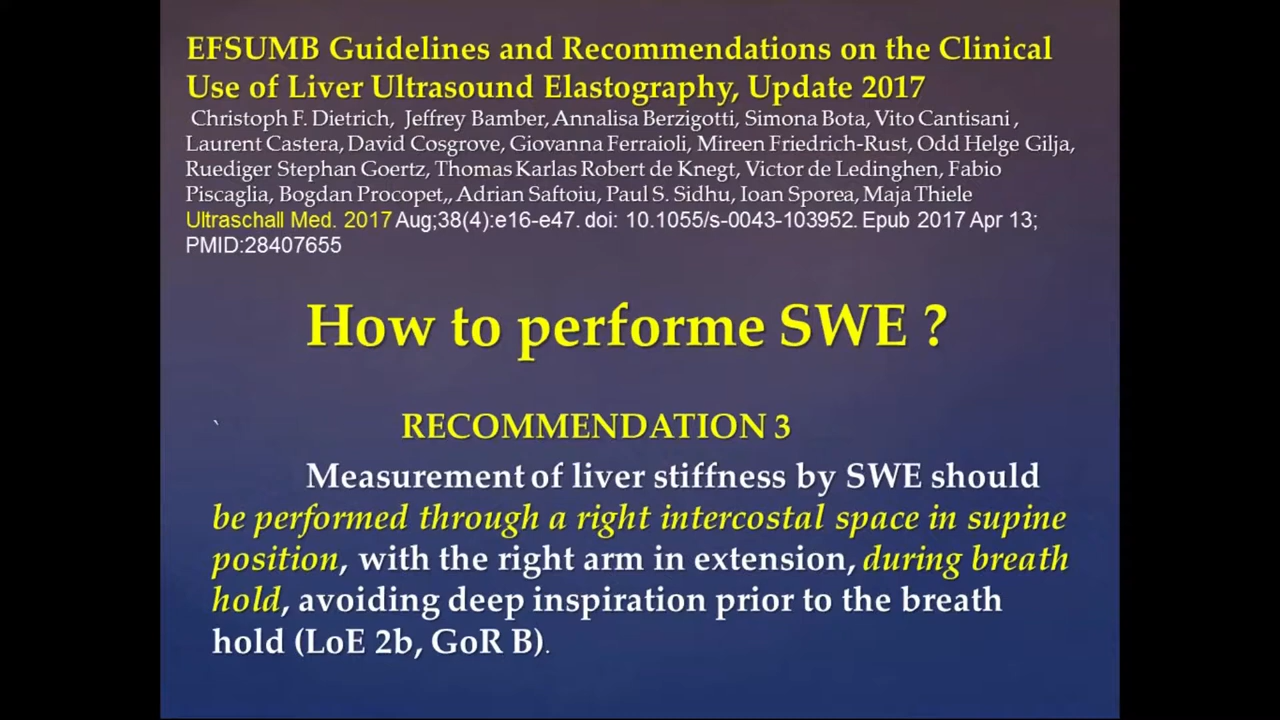 EFSUMB Guidelines and Recommendations on the Clinical
Use of Liver Ultrasound Elastography, Update 2017
Christoph F. Dietrich, Jeffrey Bamber, Annalisa Berzigotti, Simona Bota, Vito Cantisani ,
Laurent Castera, David Cosgrove, Giovanna Ferraioli, Mireen Friedrich-Rust, Odd Helge Gilja,
Ruediger Stephan Goertz, Thomas Karlas Robert de Knegt, Victor de Ledinghen, Fabio
Piscaglia, Bogdan Procopet,, Adrian Saftoiu, Paul S. Sidhu, Ioan Sporea, Maja Thiele
Ultraschall Med. 2017 Aug;38(4):e16-e47. doi: 10.1055/s-0043-103952. Epub 2017 Apr 13;
PMID:28407655
How to performe SWE ?
` RECOMMENDATION 3
Measurement of liver stiffness by SWE should
be performed through a right intercostal space in supine
position, with the right arm in extension, during breath
hold, avoiding deep inspiration prior to the breath
hold (LoE 2b, GoR B).